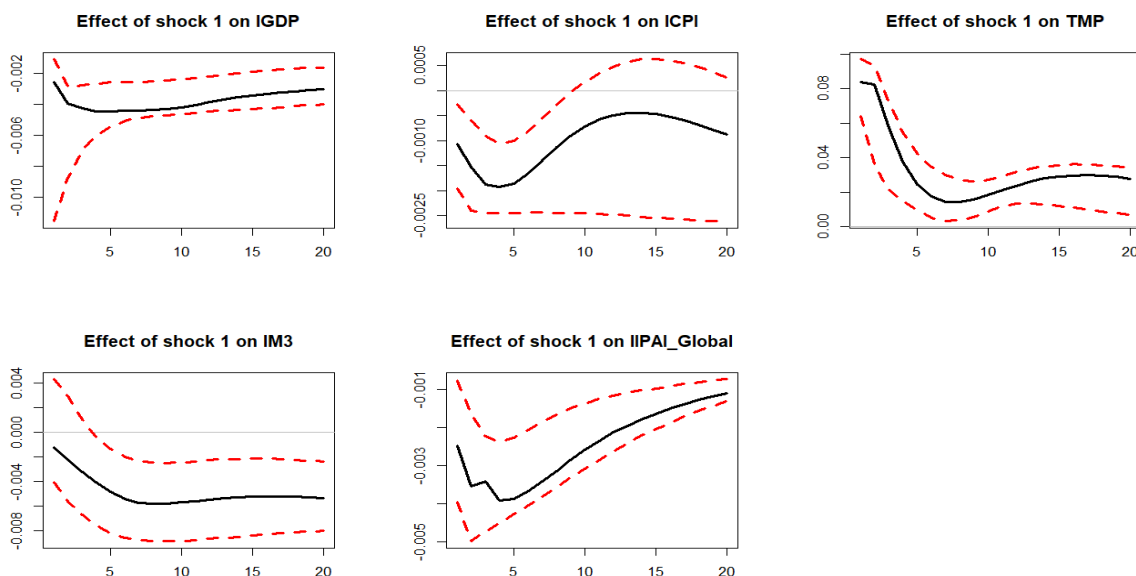 Effect of shock 1 on IGDP
-0.002
-0.006
-0.010
5 10 15 20
Effect of shock 1 on ICPI
0.0005
-0.0010
-0.0025
5 10 15 20
Effect of shock 1 on TMP
0.08
0.04
0.00
5 10 15 20
Effect of shock 1 on IM3
0.004
0.000
-0.004
-0.008
5 10 15 20
Effect of shock 1 on IIPAI_Global
-0.001
-0.003
-0.005
5 10 15 20